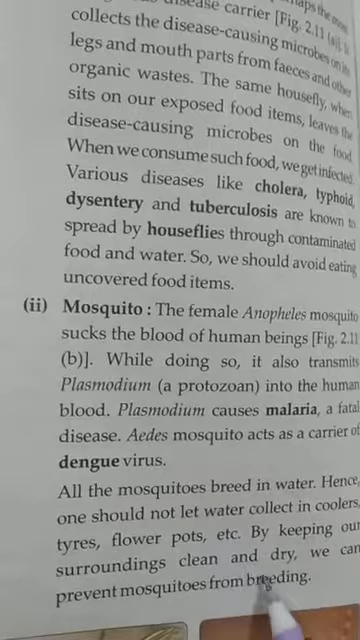 disease carrier [Fig. 2.11 (a)]. It
collects the disease-causing microbes on its
legs and mouth parts from faeces and other
organic wastes. The same housefly, when
sits on our exposed food items, leaves the
disease-causing microbes on the food.
When we consume such food, we get infected.
Various diseases like cholera, typhoid,
dysentery and tuberculosis are known to
spread by houseflies through contaminated
food and water. So, we should avoid eating
uncovered food items.
(ii) Mosquito : The female Anopheles mosquito
sucks the blood of human beings [Fig. 2.11
(b)]. While doing so, it also transmits
Plasmodium (a protozoan) into the human
blood. Plasmodium causes malaria, a fatal
disease. Aedes mosquito acts as a carrier of
dengue virus.
All the mosquitoes breed in water. Hence,
one should not let water collect in coolers,
tyres, flower pots, etc. By keeping our
surroundings clean and dry, we can
prevent mosquitoes from breeding.